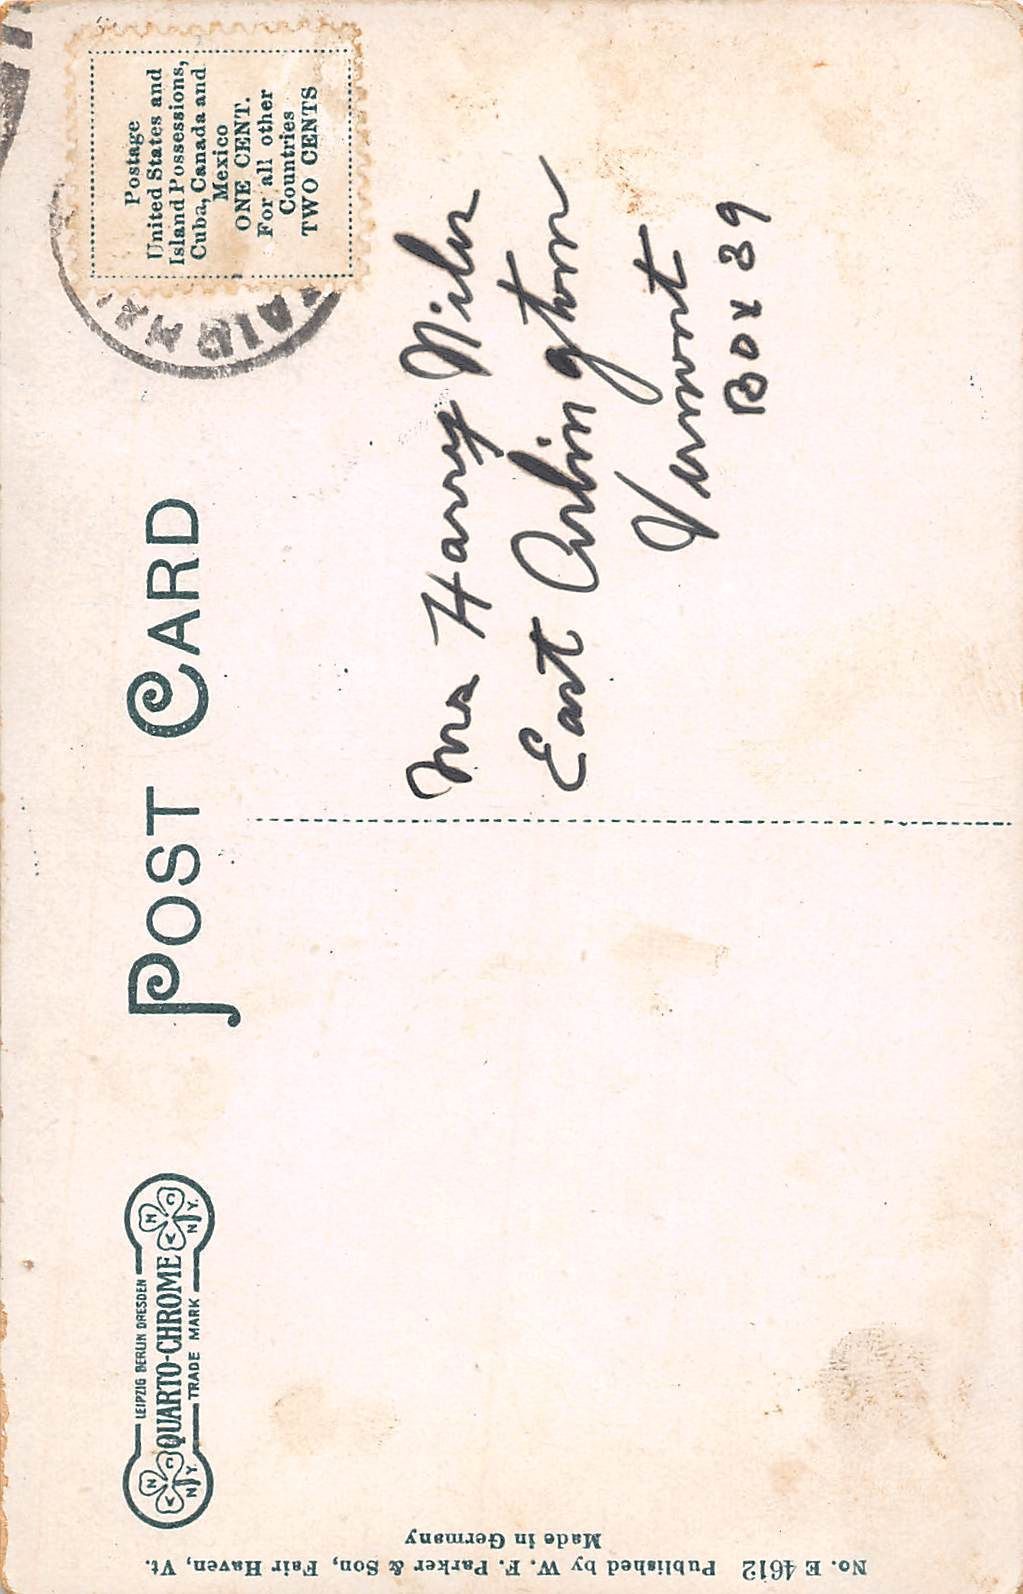 POST CARD
Postage
United States and
Island Possessions,
Cuba, Canada and
Mexico
ONE CENT.
For all other
Countries
TWO CENTS
LEIPZIG BERLIN DRESDEN
QUARTO-CHROME
TRADE MARK
A N C
N.Y.
A H C
N.Y.
Mrs Harry Niles
East Arlington
Vermont
BOX 89
No. E 4612 Published by W. F. Parker & Son, Fair Haven, Vt.
Made in Germany